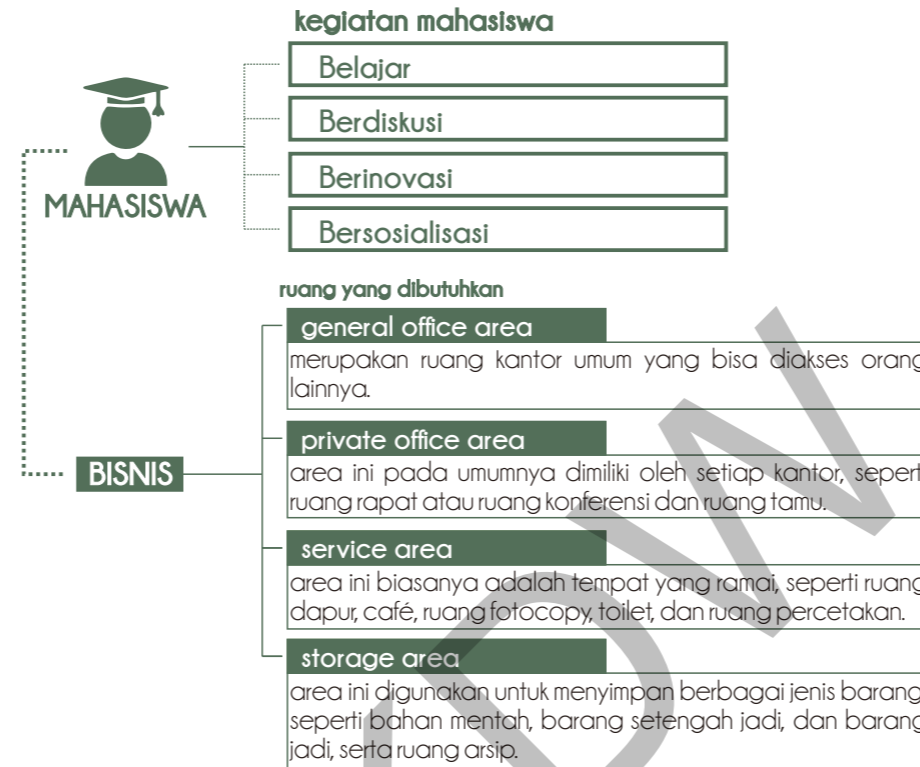 kegiatan mahasiswa
Belajar
Berdiskusi
Berinovasi
Bersosialisasi
MAHASISWA
ruang yang dibutuhkan
general office area
merupakan ruang kantor umum yang bisa diakses orang
lainnya.
private office area
area ini pada umumnya dimiliki oleh setiap kantor, seperti
ruang rapat atau ruang konferensi dan ruang tamu.
BISNIS
service area
area ini biasanya adalah tempat yang ramai, seperti ruang
dapur, café, ruang fotocopy, toilet, dan ruang percetakan.
storage area
area ini digunakan untuk menyimpan berbagai jenis barang
seperti bahan mentah, barang setengah jadi, dan barang
jadi, serta ruang arsip.